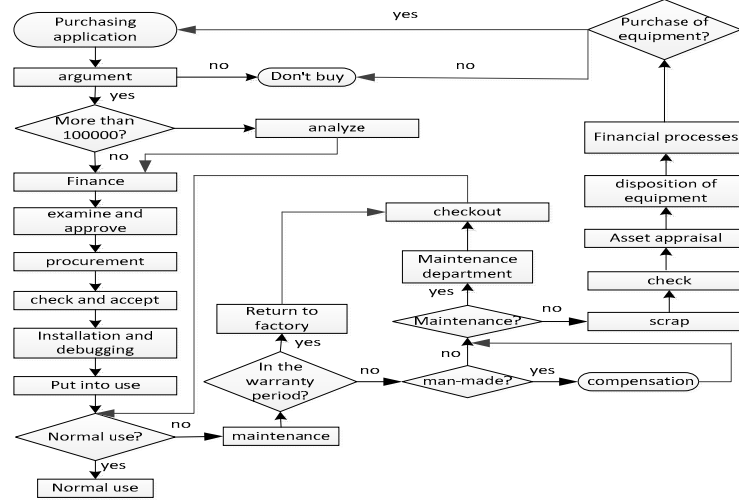 Purchasing
application
yes
Purchase of
equipment?
argument
no
Don't buy
no
yes
More than
100000?
analyze
no
Finance
Financial processes
examine and
approve
checkout
disposition of
equipment
procurement
Maintenance
department
Asset appraisal
check and accept
yes
check
Installation and
debugging
Return to
factory
Maintenance?
no
scrap
yes
no
Put into use
In the
warranty
period?
no
man-made?
yes
compensation
Normal use?
no
maintenance
yes
Normal use